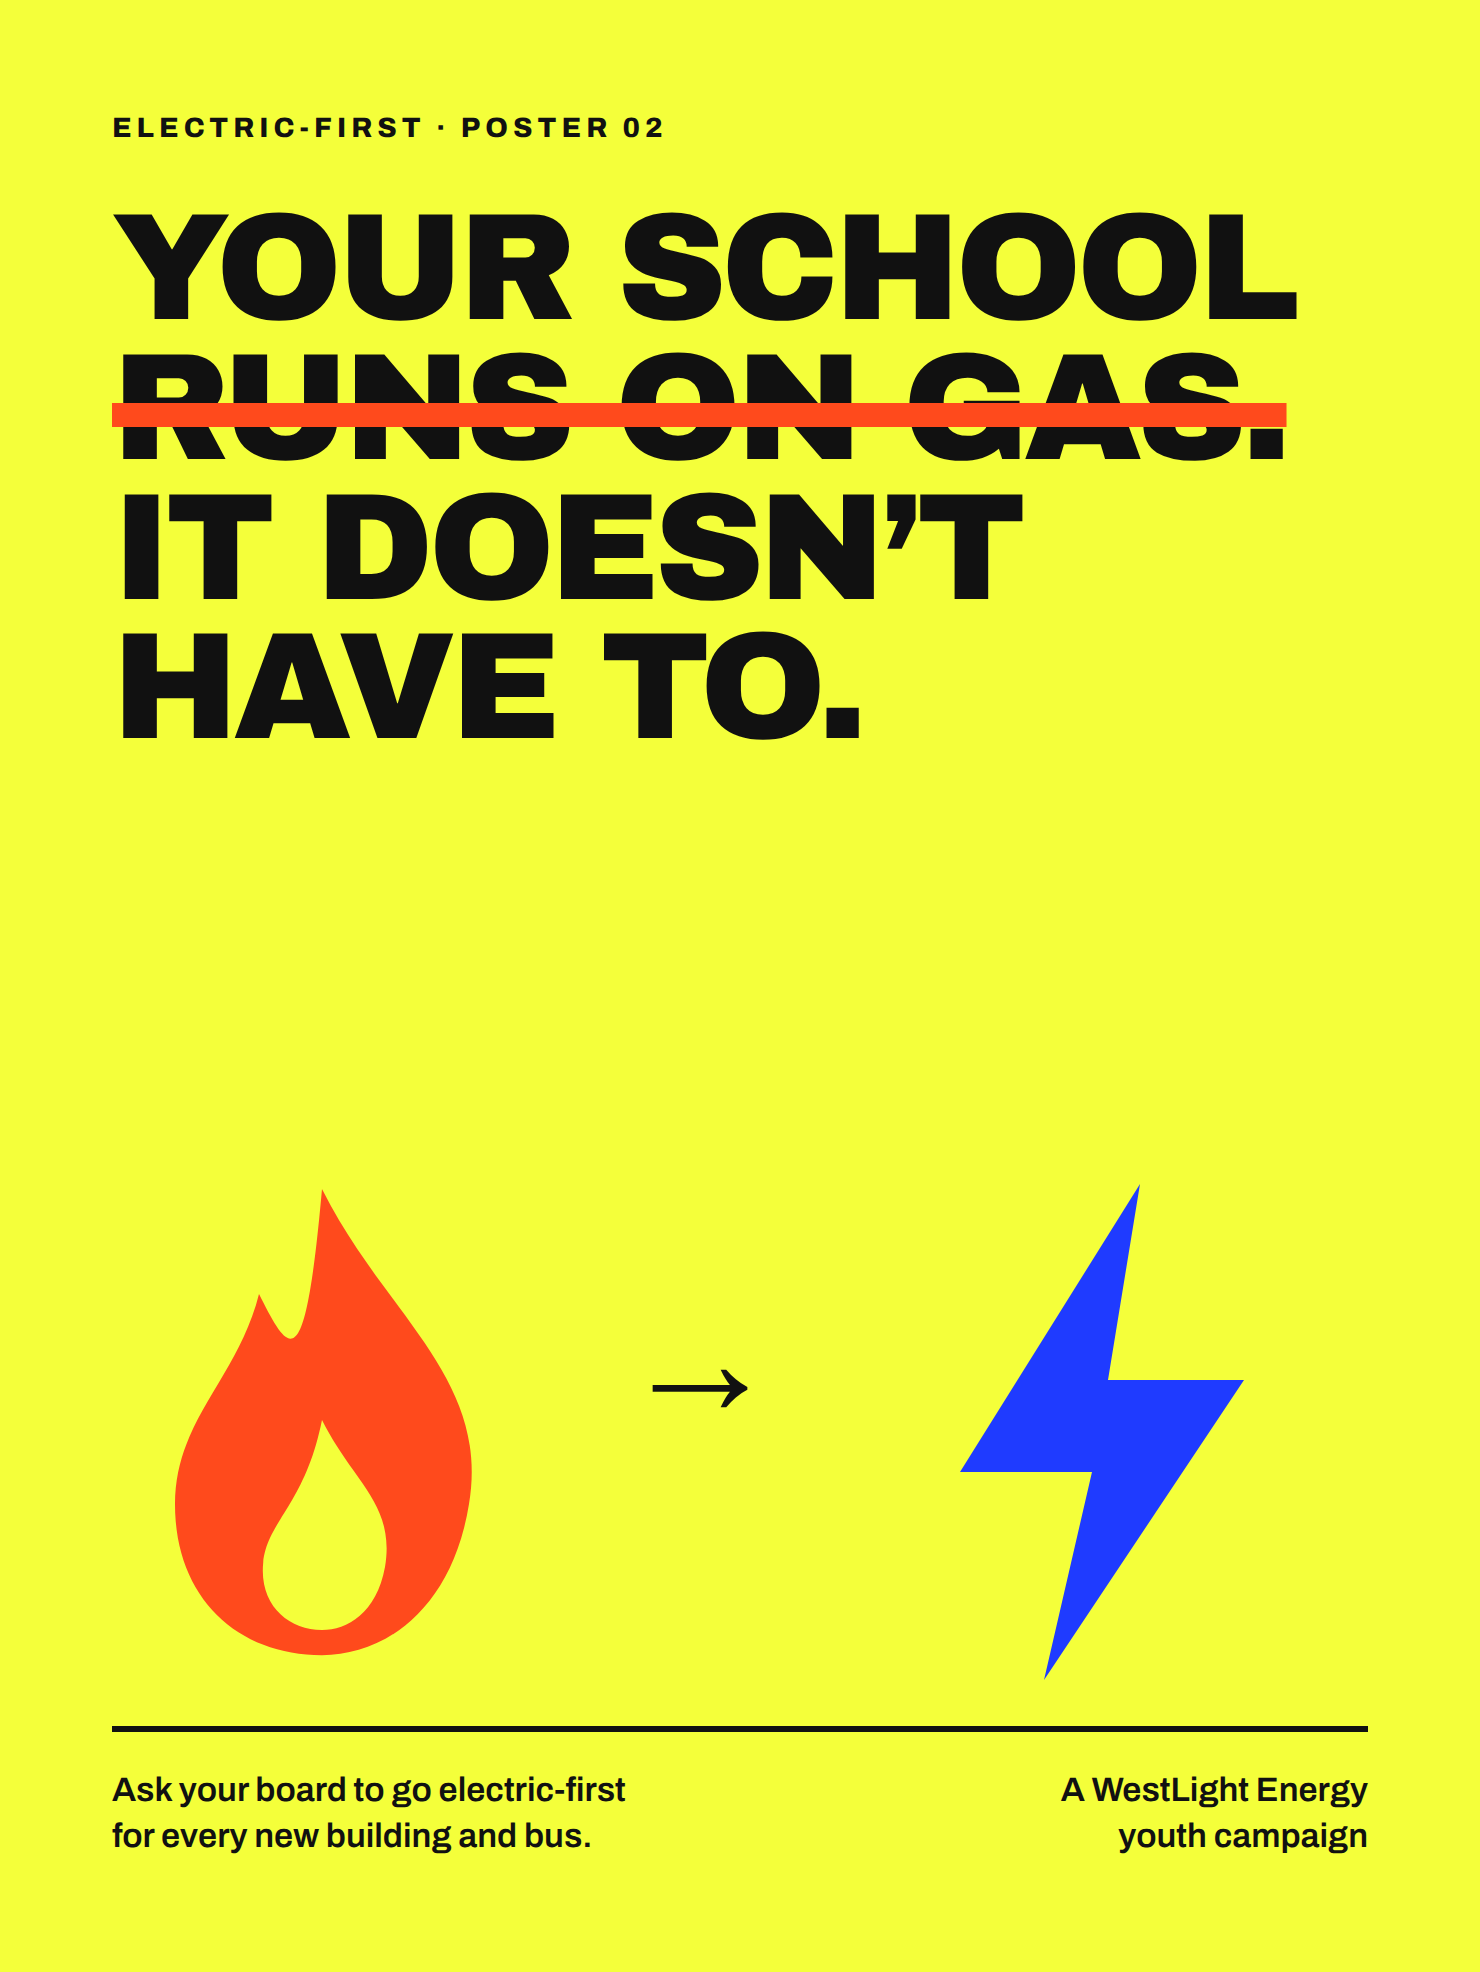 ELECTRIC-FIRST · POSTER 02
YOUR SCHOOL
RUNS ON GAS.
IT DOESN’T
HAVE TO.
→
Ask your board to go electric-first
for every new building and bus.
A WestLight Energy
youth campaign